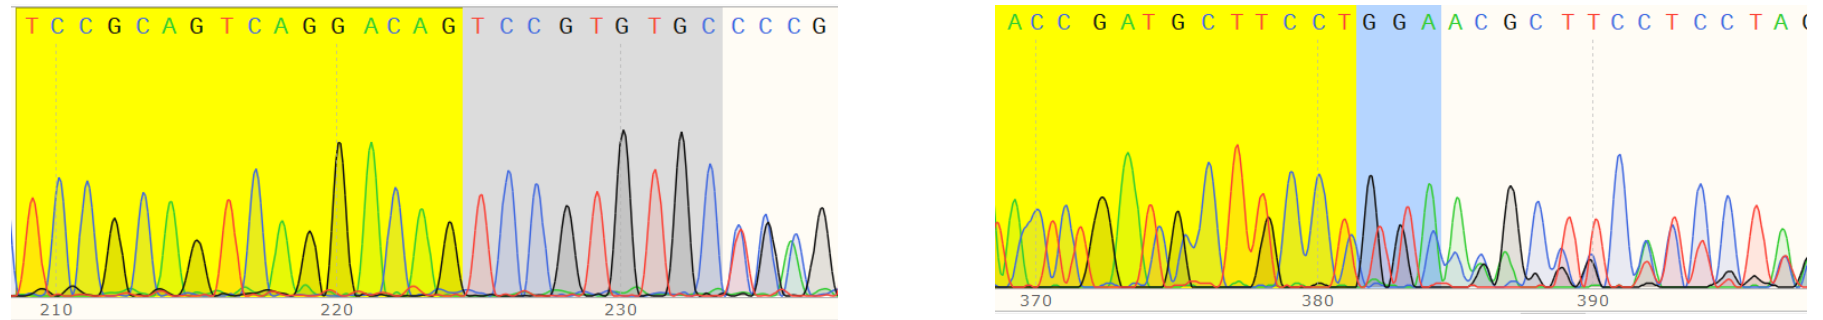 T C C G C A G T C A G G A C A G T C C G T G T G C C C C G
210 220 230
A C C G A T G C T T C C T G G A A C G C T T C C T C C T A
370 380 390